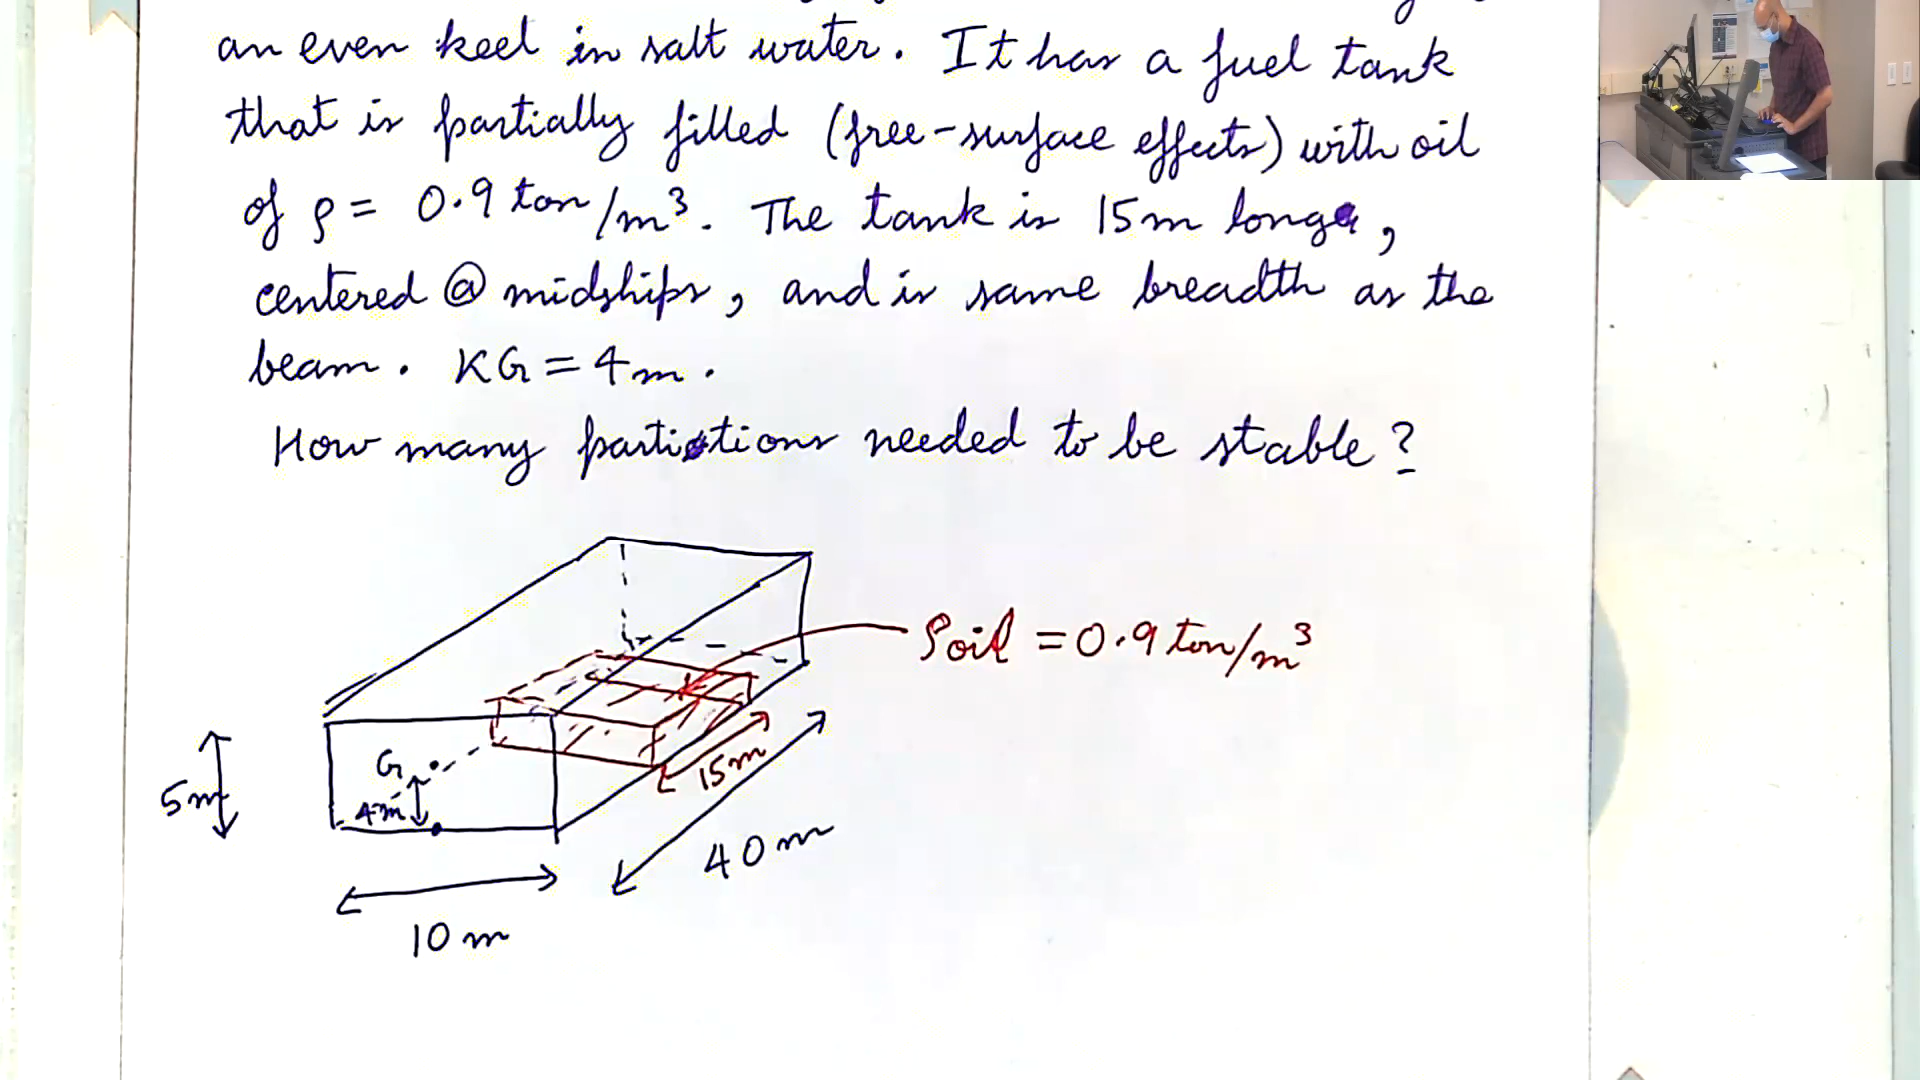 an even keel in salt water. It has a fuel tank
that is partially filled (free-surface effects) with oil
of ρ = 0.9 ton/m³. The tank is 15m long,
centered @ midships, and is same breadth as the
beam. KG = 4m.
How many partitions needed to be stable?
ρoil = 0.9 ton/m³
G
4m
5m
15m
40m
10m